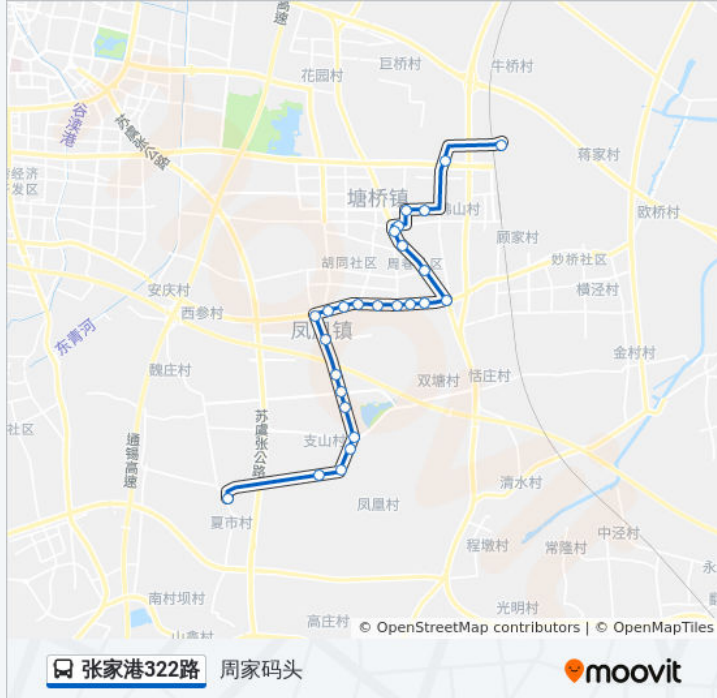 高速
巨桥村
牛桥村
花园村
谷渎港
苏虞张公路
蒋家村
经济
开发区
塘桥镇
山村
欧桥村
顾家村
胡同社区
周巷
区
妙桥社区
安庆村
横泾村
西参村
东青河
凤
镇
金村村
魏庄村
双塘村
恬庄村
社区
通锡高速
苏虞张公路
支山村
凤凰村
清水村
夏市村
中泾村
程墩村
常隆村
永
南村坝村
光明村
高庄村
© OpenStreetMap contributors | © OpenMapTiles
张家港322路
周家码头
moovit